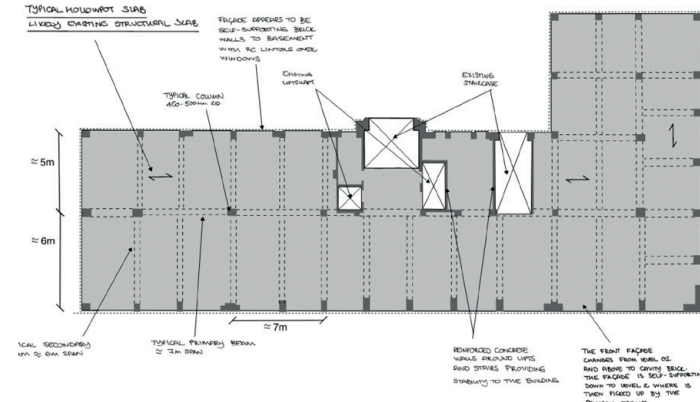 TYPICAL HOLLOWPOT SLAB
LIKELY EXISTING STRUCTURAL SLAB
FAÇADE APPEARS TO BE
SELF-SUPPORTING BRICK
WALLS TO BASEMENT
WITH RC LINTOLS OVER
WINDOWS
EXISTING
LIFTSHAFT
EXISTING
STAIRCASE
TYPICAL COLUMN
400-500mm SQ
≈ 5m
≈ 6m
≈ 7m
ICAL SECONDARY
≈ 6m SPAN
TYPICAL PRIMARY BEAM
≈ 7m SPAN
REINFORCED CONCRETE
WALLS AROUND LIFTS
AND STAIRS PROVIDING
STABILITY TO THE BUILDING
THE FRONT FAÇADE
CHANGES FROM LEVEL 02
AND ABOVE TO CAVITY BRICK.
THE FAÇADE IS SELF-SUPPORTIN
DOWN TO LEVEL 2 WHERE IS
THEN PICKED UP BY THE